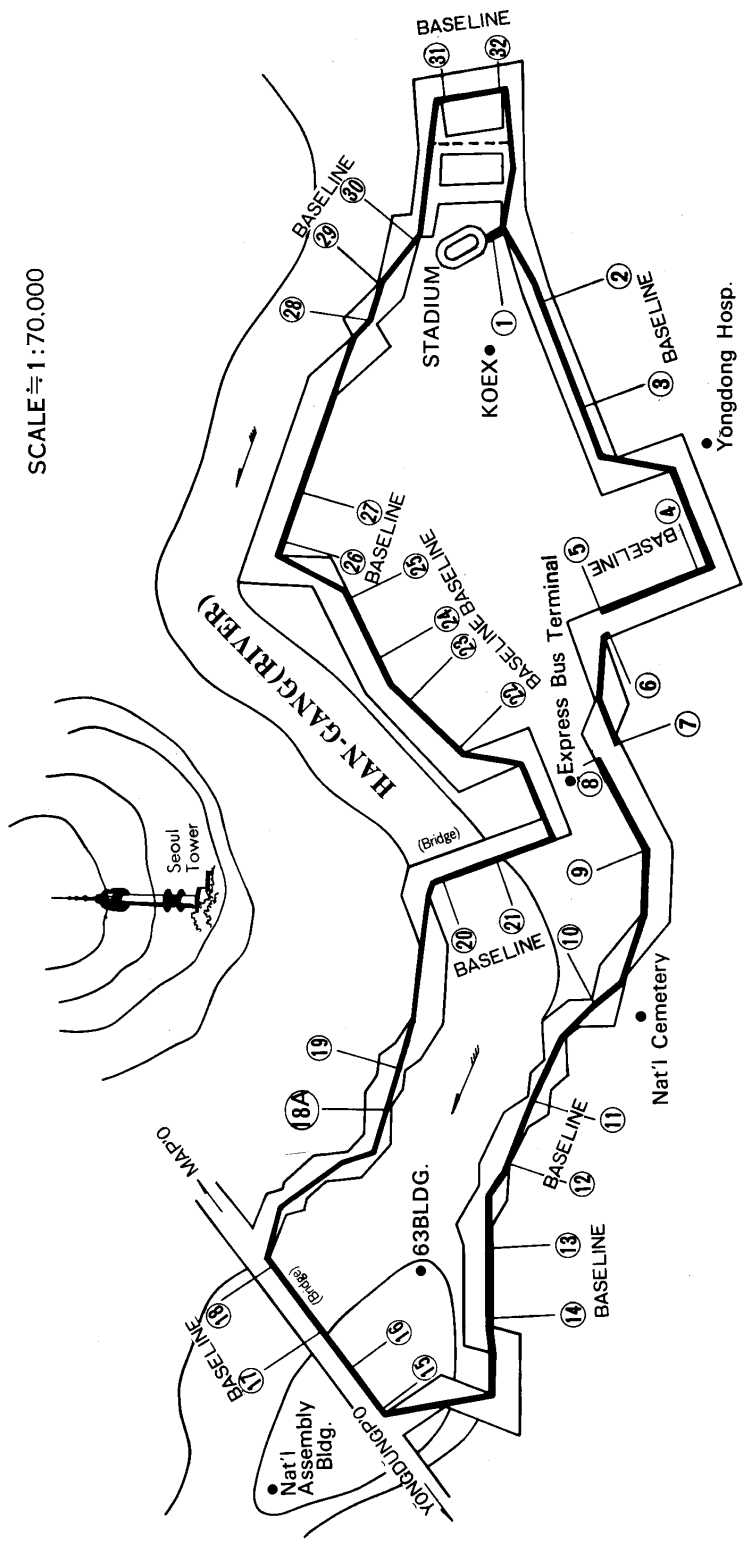 SCALE≒1:70.000
BASELINE
31
32
BASELINE
30
29
28
STADIUM
1
KOEX
2
BASELINE
3
Yŏngdong Hosp.
4
BASELINE
5
27
26
BASELINE
25
24
BASELINE
23
BASELINE
22
Express Bus Terminal
6
7
8
HAN-GANG(RIVER)
Seoul
Tower
(Bridge)
9
21
20
BASELINE
10
Nat'l Cemetery
19
18A
11
BASELINE
12
13
BASELINE
14
MAP'O
63BLDG.
(Bridge)
18
BASELINE
17
16
15
Nat'l
Assembly
Bldg.
YŎNGDŬNGP'O